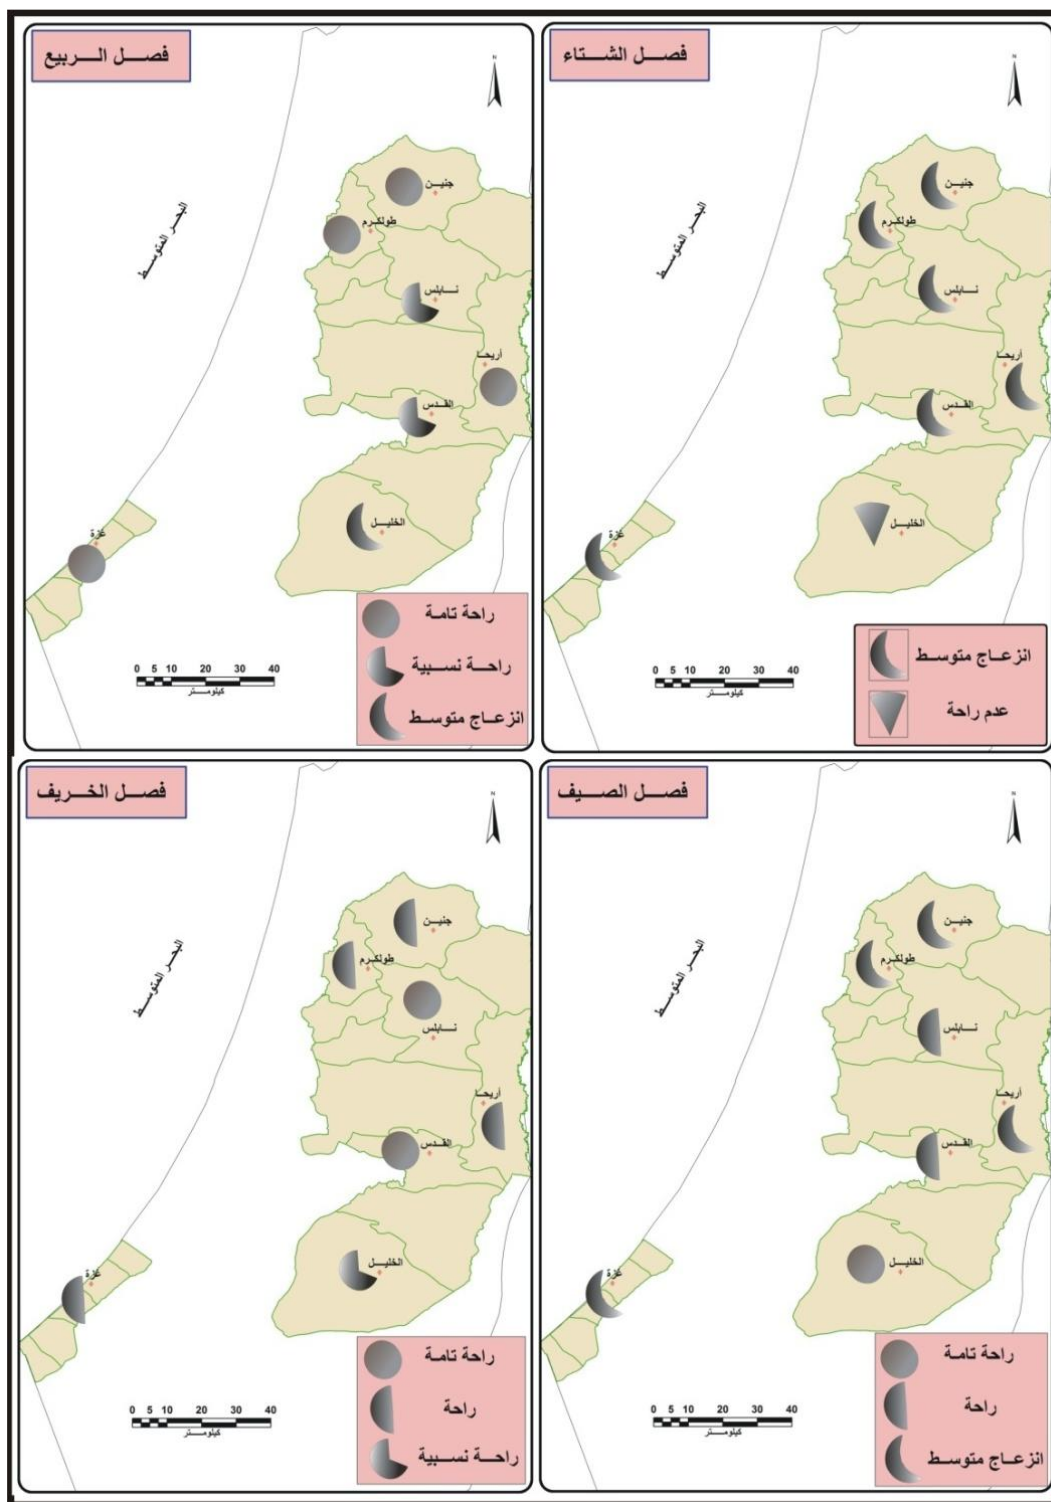 فصل الشتاء
N
جنين
طولكرم
البحر المتوسط
نابلس
أريحا
القدس
الخليل
غزة
انزعاج متوسط
عدم راحة
0 5 10 20 30 40
كيلومتر
فصل الربيع
N
جنين
طولكرم
البحر المتوسط
نابلس
أريحا
القدس
الخليل
غزة
راحة تامة
راحة نسبية
انزعاج متوسط
0 5 10 20 30 40
كيلومتر
فصل الصيف
N
جنين
طولكرم
البحر المتوسط
نابلس
أريحا
القدس
الخليل
غزة
راحة تامة
راحة
انزعاج متوسط
0 5 10 20 30 40
كيلومتر
فصل الخريف
N
جنين
طولكرم
البحر المتوسط
نابلس
أريحا
القدس
الخليل
غزة
راحة تامة
راحة
راحة نسبية
0 5 10 20 30 40
كيلومتر